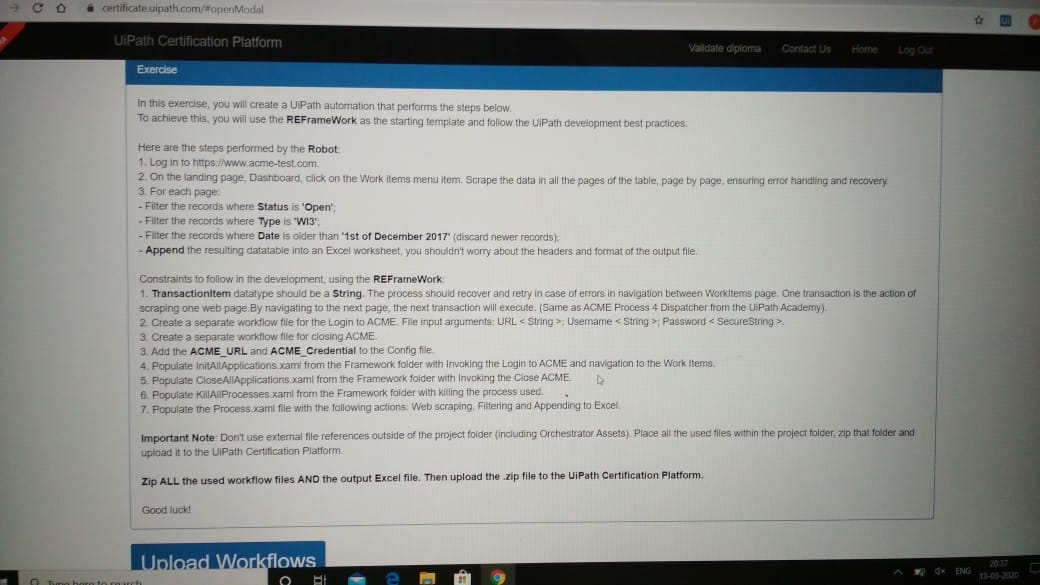 certificate.uipath.com/#openModal
UiPath Certification Platform
Validate diploma Contact Us Home Log Out
Exercise
In this exercise, you will create a UiPath automation that performs the steps below.
To achieve this, you will use the REFrameWork as the starting template and follow the UiPath development best practices.
Here are the steps performed by the Robot:
1. Log in to https://www.acme-test.com.
2. On the landing page, Dashboard, click on the Work items menu item. Scrape the data in all the pages of the table, page by page, ensuring error handling and recovery.
3. For each page:
- Filter the records where Status is 'Open';
- Filter the records where Type is 'WI3';
- Filter the records where Date is older than '1st of December 2017' (discard newer records);
- Append the resulting datatable into an Excel worksheet, you shouldn't worry about the headers and format of the output file.
Constraints to follow in the development, using the REFrameWork:
1. TransactionItem datatype should be a String. The process should recover and retry in case of errors in navigation between WorkItems page. One transaction is the action of
scraping one web page.By navigating to the next page, the next transaction will execute. (Same as ACME Process 4 Dispatcher from the UiPath Academy).
2. Create a separate workflow file for the Login to ACME. File input arguments: URL < String >; Username < String >; Password < SecureString >.
3. Create a separate workflow file for closing ACME.
3. Add the ACME_URL and ACME_Credential to the Config file.
4. Populate InitAllApplications.xaml from the Framework folder with Invoking the Login to ACME and navigation to the Work Items.
5. Populate CloseAllApplications.xaml from the Framework folder with Invoking the Close ACME.
6. Populate KillAllProcesses.xaml from the Framework folder with killing the process used.
7. Populate the Process.xaml file with the following actions: Web scraping, Filtering and Appending to Excel.
Important Note: Don't use external file references outside of the project folder (including Orchestrator Assets). Place all the used files within the project folder, zip that folder and
upload it to the UiPath Certification Platform.
Zip ALL the used workflow files AND the output Excel file. Then upload the .zip file to the UiPath Certification Platform.
Good luck!
Upload Workflows
Type here to search
ENG
20:37
13-03-2020